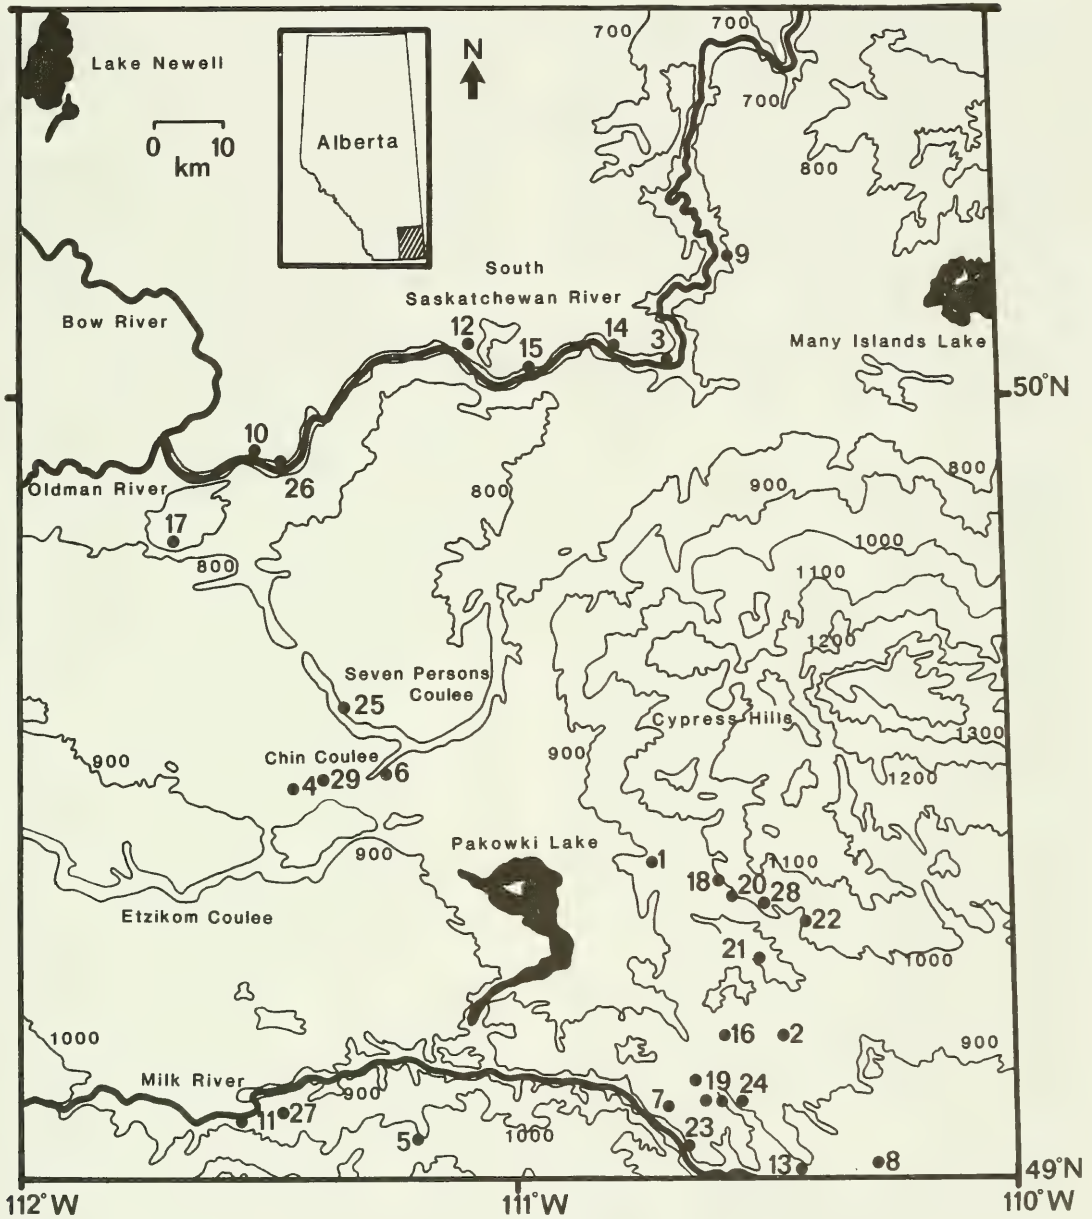 700
700
Lake Newell
N
700
0 10
km
Alberta
800
9
South
Saskatchewan River
Bow River
12
14
3
15
Many Islands Lake
50°N
10
26
Oldman River
800
900
800
17
1000
800
1100
1200
Seven Persons
Coulee
25
Cypress Hills
1300
900
1200
Chin Coulee
900
4
29
6
900
Pakowki Lake
1
1100
18
20
28
22
Etzikom Coulee
21
1000
1000
16
2
900
Milk River
900
11
27
5
1000
7
19
24
23
13
8
49°N
112°W
111°W
110°W